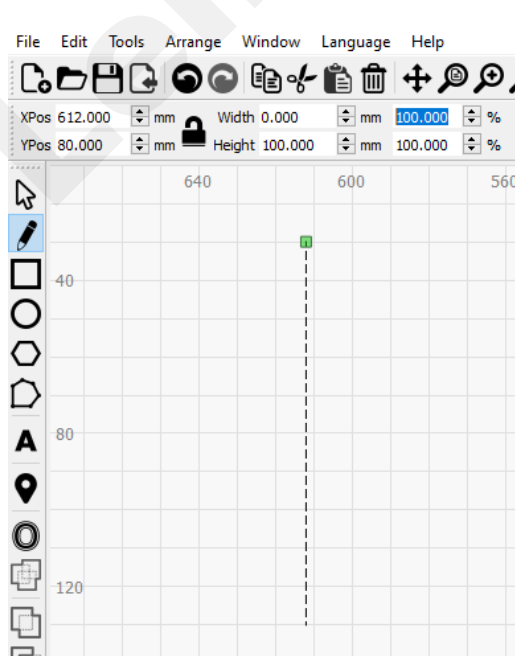 File Edit Tools Arrange Window Language Help
XPos 612.000 mm Width 0.000 mm 100.000 %
YPos 80.000 mm Height 100.000 mm 100.000 %
640 600 560
40
80
120